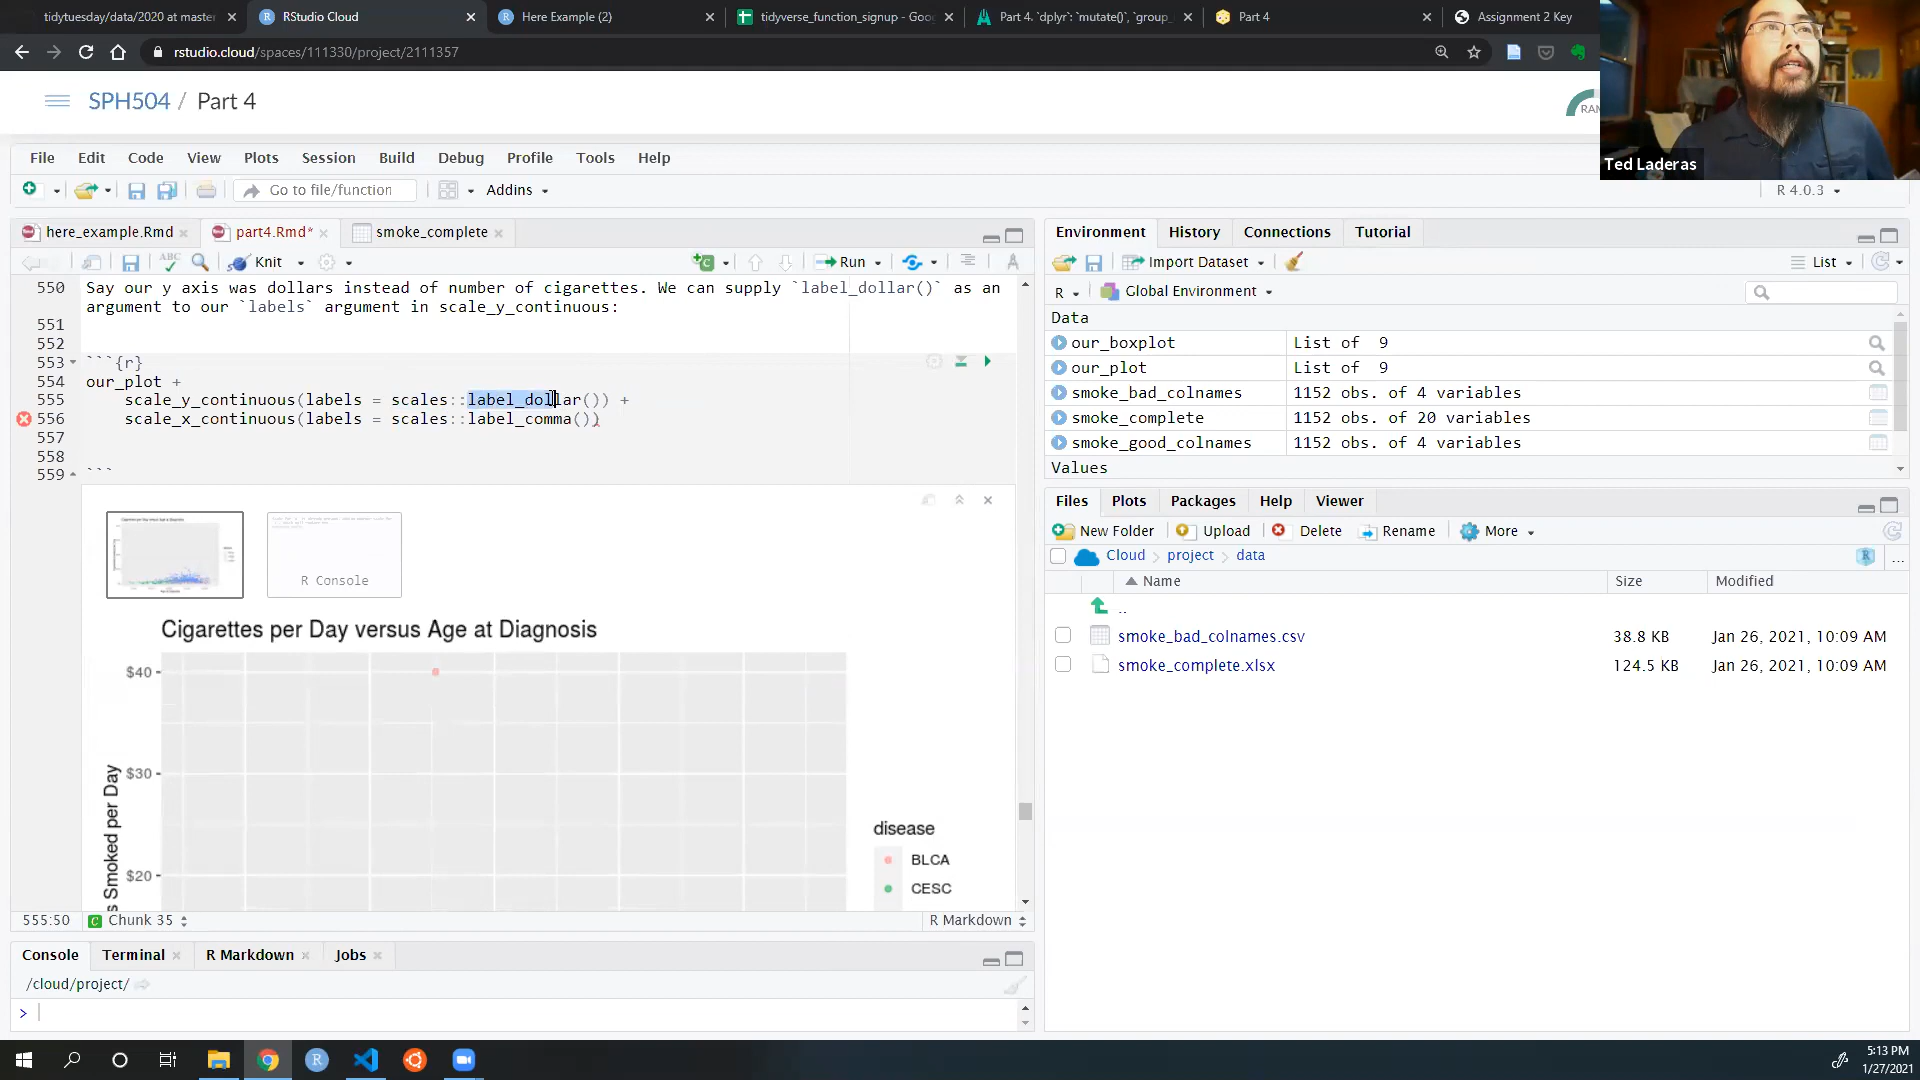 tidytuesday/data/2020 at master
RStudio Cloud
Here Example (2)
tidyverse_function_signup - Goo
Part 4. `dplyr`: `mutate()`, `group_
Part 4
Assignment 2 Key
rstudio.cloud/spaces/111330/project/2111357
SPH504 / Part 4
RAM
Ted Laderas
File Edit Code View Plots Session Build Debug Profile Tools Help
Go to file/function
Addins
R 4.0.3
here_example.Rmd
part4.Rmd*
smoke_complete
ABC
Knit
Run
550 Say our y axis was dollars instead of number of cigarettes. We can supply `label_dollar()` as an
argument to our `labels` argument in scale_y_continuous:
551
552
553 ```{r}
554 our_plot +
555 scale_y_continuous(labels = scales::label_dollar()) +
556 scale_x_continuous(labels = scales::label_comma())
557
558
559 ```
R Console
Cigarettes per Day versus Age at Diagnosis
$40
$30
$20
s Smoked per Day
disease
BLCA
CESC
555:50 Chunk 35 R Markdown
Console Terminal R Markdown Jobs
/cloud/project/
>
Environment History Connections Tutorial
Import Dataset
List
R Global Environment
Data
our_boxplot List of 9
our_plot List of 9
smoke_bad_colnames 1152 obs. of 4 variables
smoke_complete 1152 obs. of 20 variables
smoke_good_colnames 1152 obs. of 4 variables
Values
Files Plots Packages Help Viewer
New Folder Upload Delete Rename More
Cloud > project > data
...
Name Size Modified
..
smoke_bad_colnames.csv 38.8 KB Jan 26, 2021, 10:09 AM
smoke_complete.xlsx 124.5 KB Jan 26, 2021, 10:09 AM
5:13 PM
1/27/2021